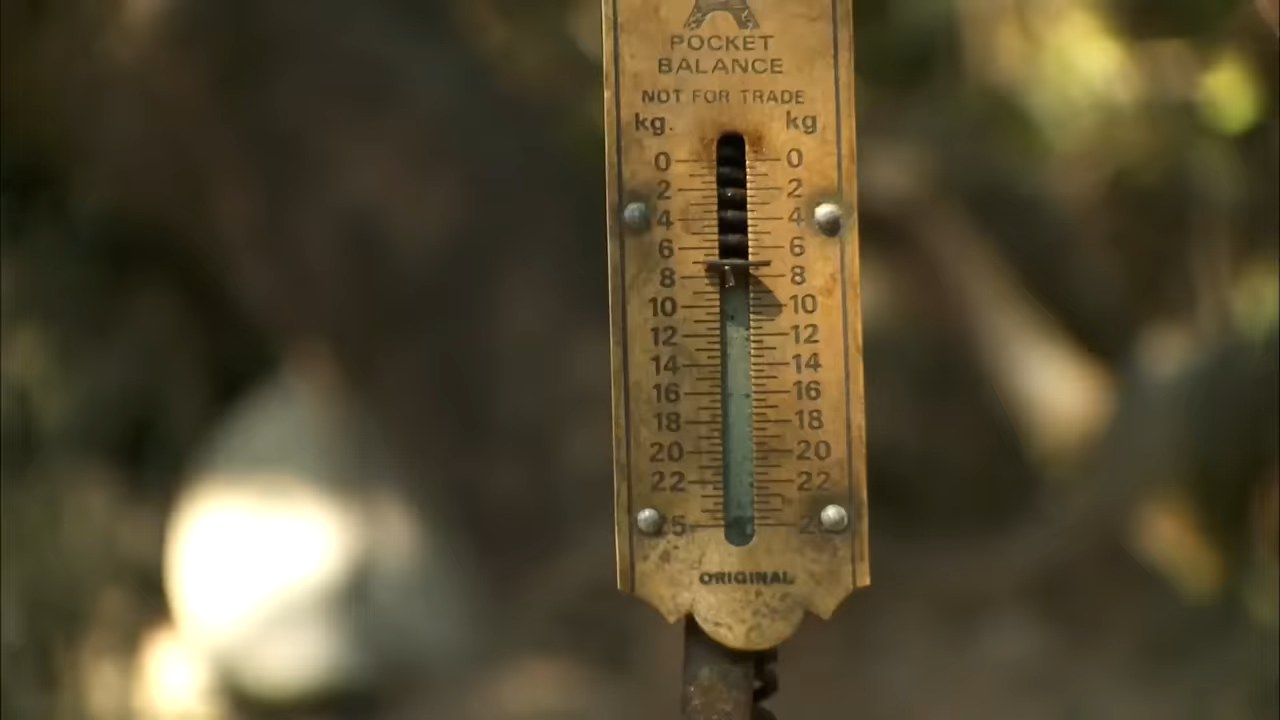 POCKET
BALANCE
NOT FOR TRADE
kg. kg
0 0
2 2
4 4
6 6
8 8
10 10
12 12
14 14
16 16
18 18
20 20
22 22
25
ORIGINAL